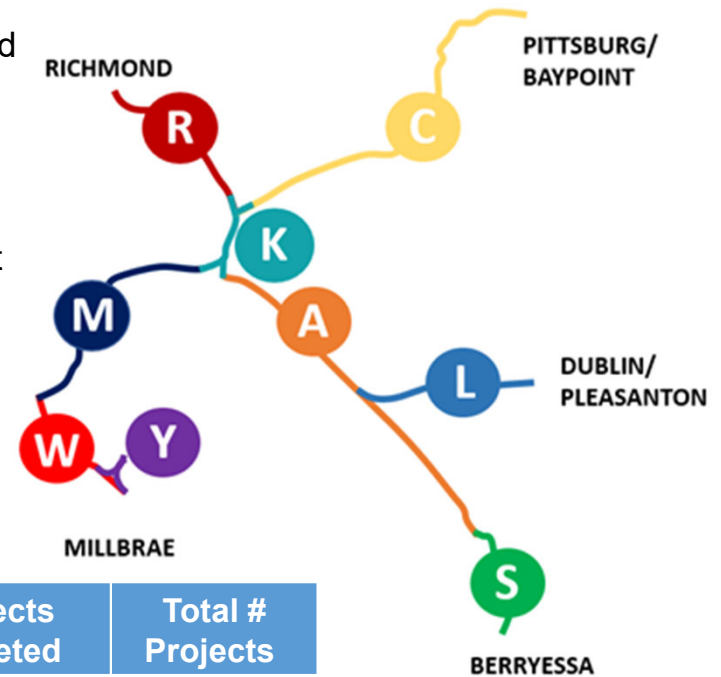 PITTSBURG/
BAYPOINT
RICHMOND
R
C
K
M
A
L
DUBLIN/
PLEASANTON
W
Y
MILLBRAE
S
Total #
Projects
BERRYESSA